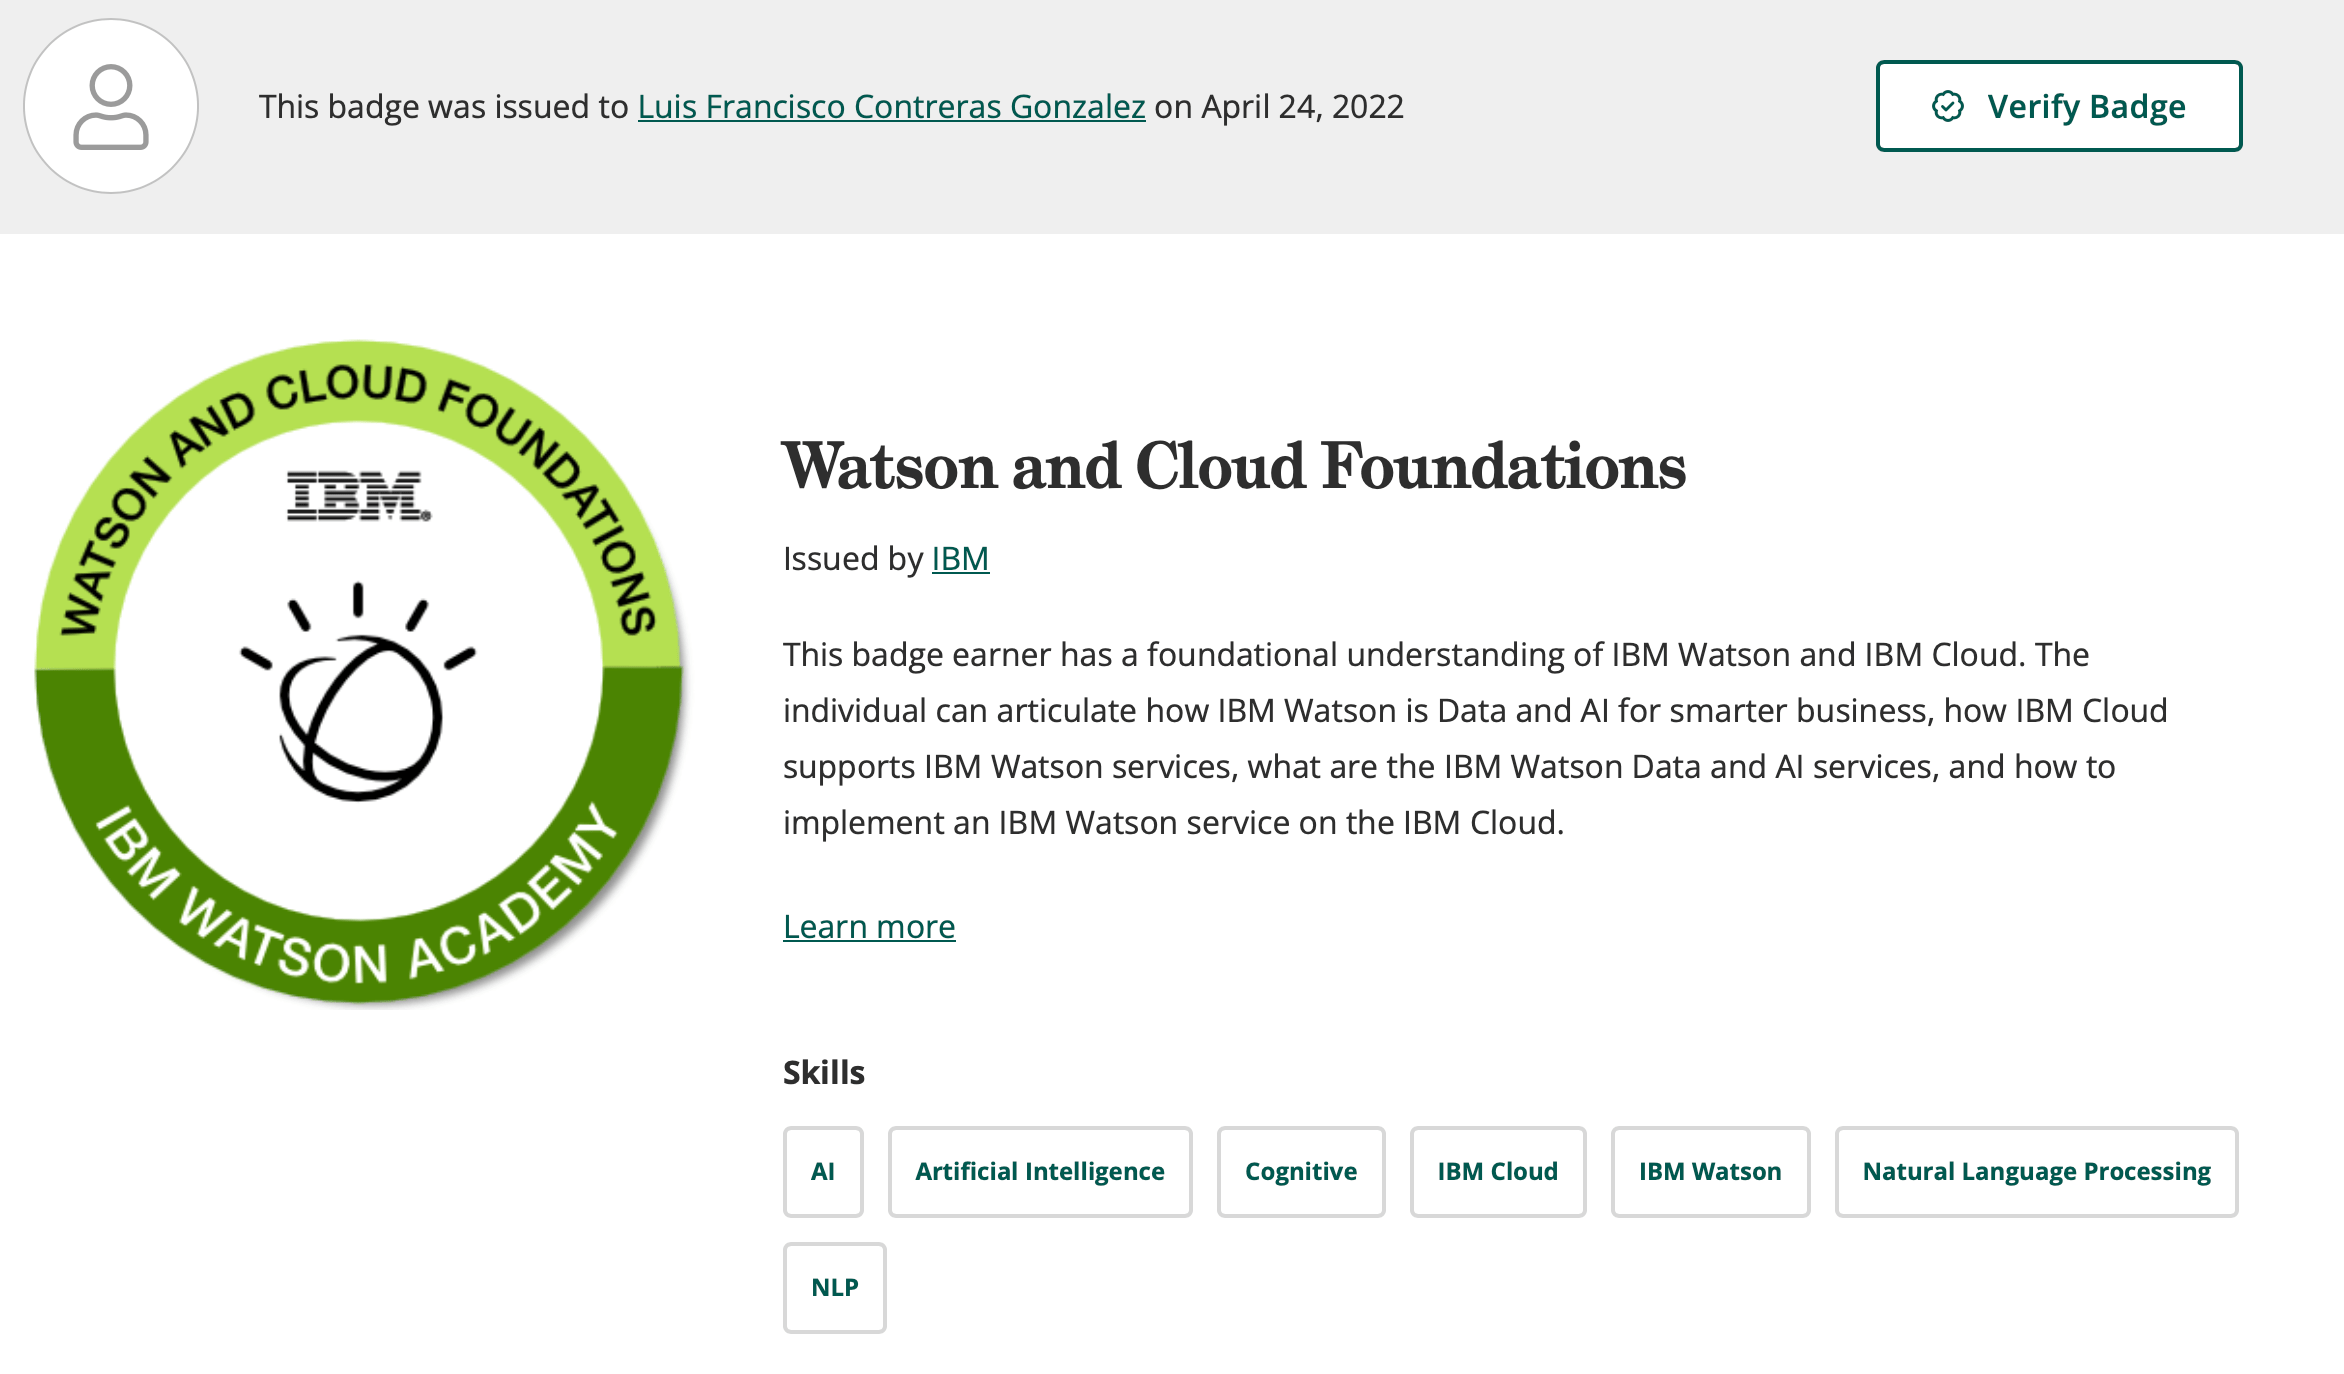 This badge was issued to Luis Francisco Contreras Gonzalez on April 24, 2022
Verify Badge
WATSON AND CLOUD FOUNDATIONS
IBM®
IBM WATSON ACADEMY
Watson and Cloud Foundations
Issued by IBM
This badge earner has a foundational understanding of IBM Watson and IBM Cloud. The
individual can articulate how IBM Watson is Data and AI for smarter business, how IBM Cloud
supports IBM Watson services, what are the IBM Watson Data and AI services, and how to
implement an IBM Watson service on the IBM Cloud.
Learn more
Skills
AI
Artificial Intelligence
Cognitive
IBM Cloud
IBM Watson
Natural Language Processing
NLP